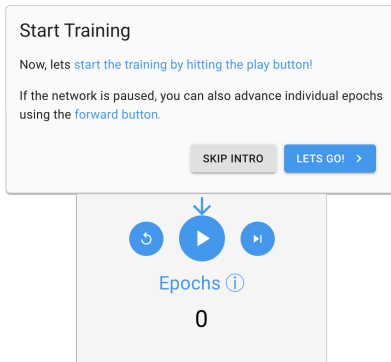 Start Training
Now, lets start the training by hitting the play button!
If the network is paused, you can also advance individual epochs
using the forward button.
SKIP INTRO
LETS GO!
Epochs ⓘ
0